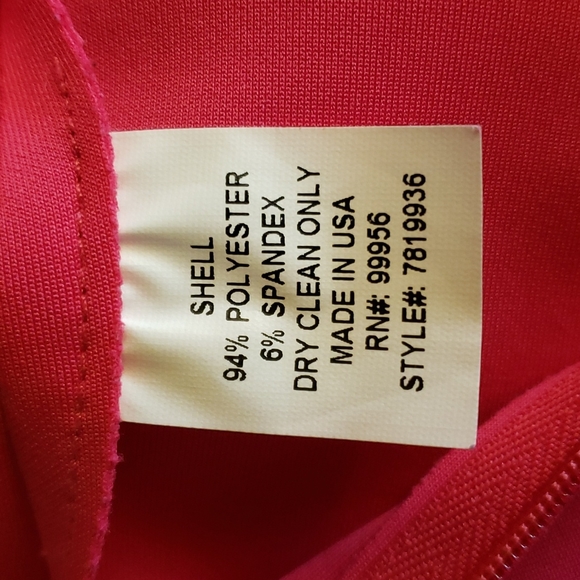 SHELL
94% POLYESTER
6% SPANDEX
DRY CLEAN ONLY
MADE IN USA
RN#: 99956
STYLE#: 7819936